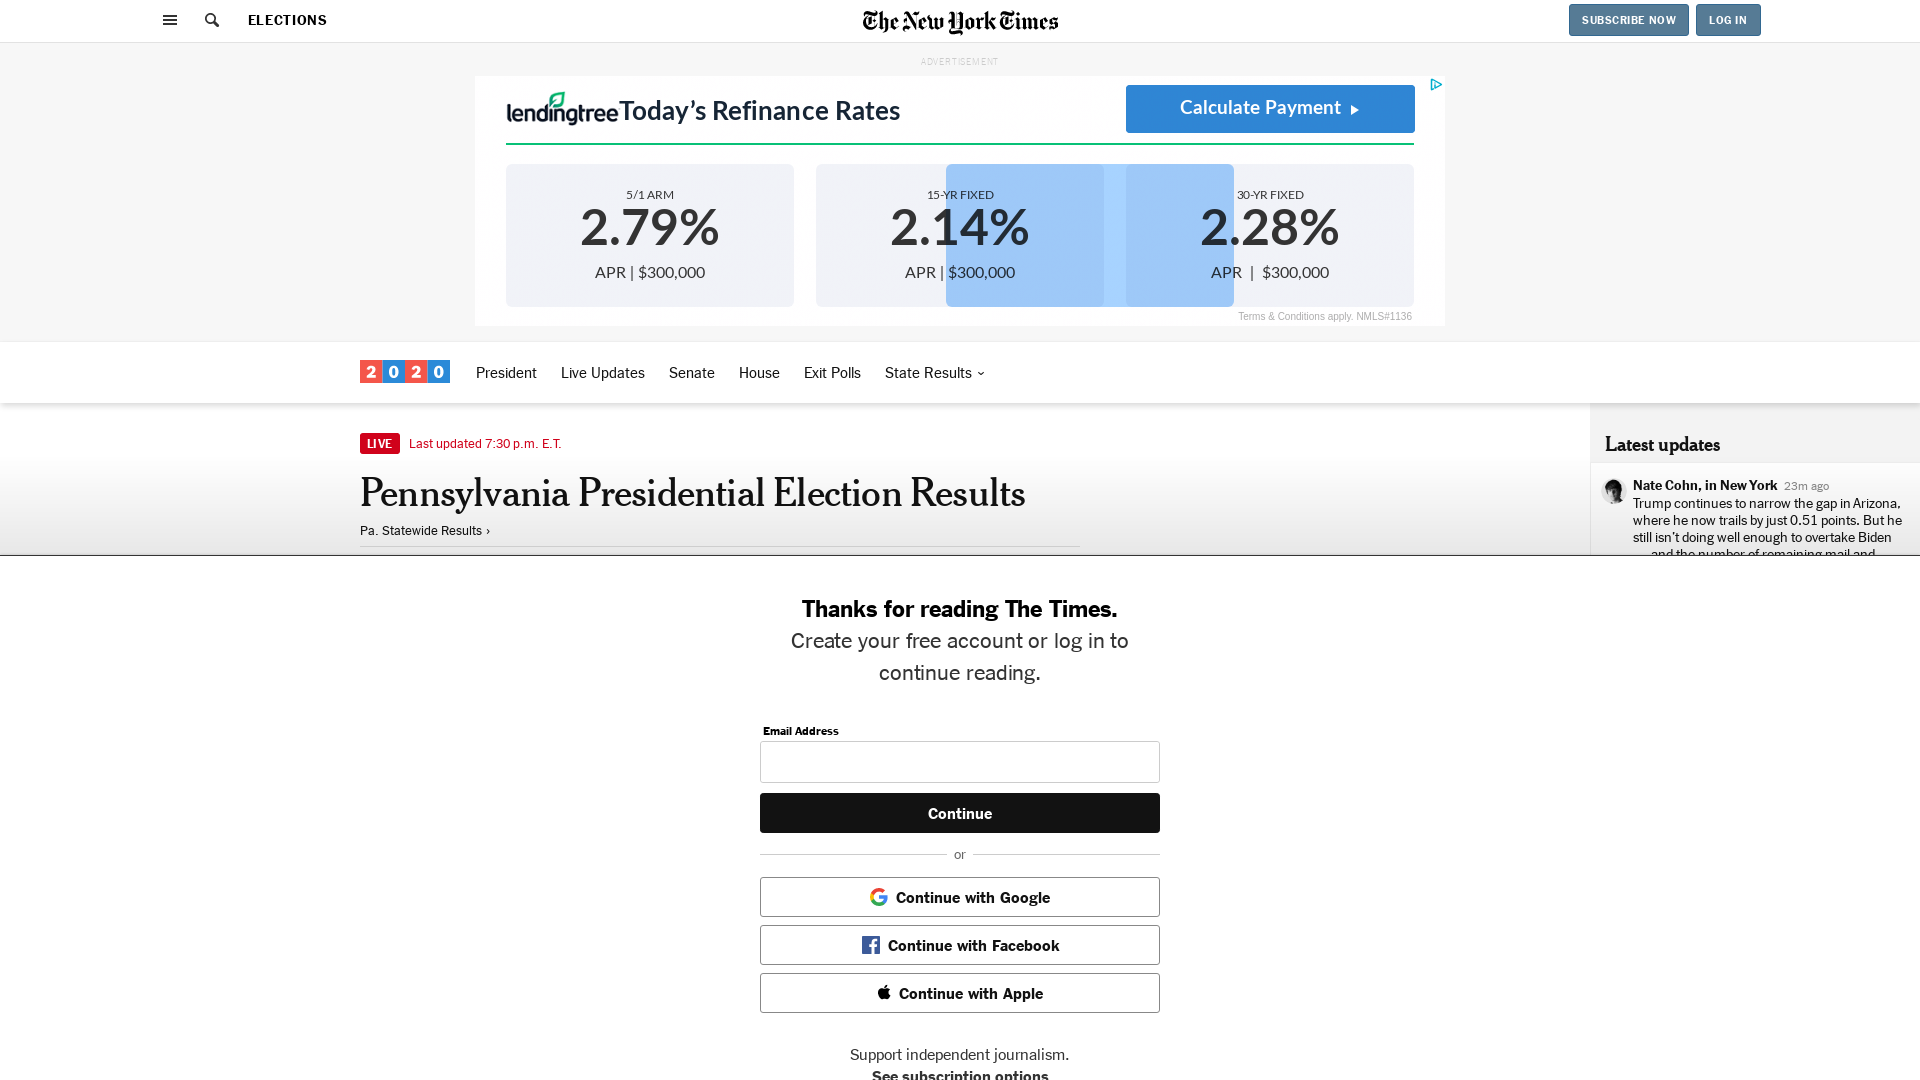 ELECTIONS
The New York Times
SUBSCRIBE NOW
LOG IN
ADVERTISEMENT
lendingtree Today’s Refinance Rates
Calculate Payment
5/1 ARM
2.79%
APR | $300,000
15-YR FIXED
2.14%
APR | $300,000
30-YR FIXED
2.28%
APR | $300,000
Terms & Conditions apply. NMLS#1136
2020
President
Live Updates
Senate
House
Exit Polls
State Results
LIVE Last updated 7:30 p.m. E.T.
Pennsylvania Presidential Election Results
Pa. Statewide Results ›
Latest updates
Nate Cohn, in New York 23m ago
Trump continues to narrow the gap in Arizona,
where he now trails by just 0.51 points. But he
still isn’t doing well enough to overtake Biden
— and the number of remaining mail and
Thanks for reading The Times.
Create your free account or log in to
continue reading.
Email Address
Continue
or
Continue with Google
Continue with Facebook
Continue with Apple
Support independent journalism.
See subscription options